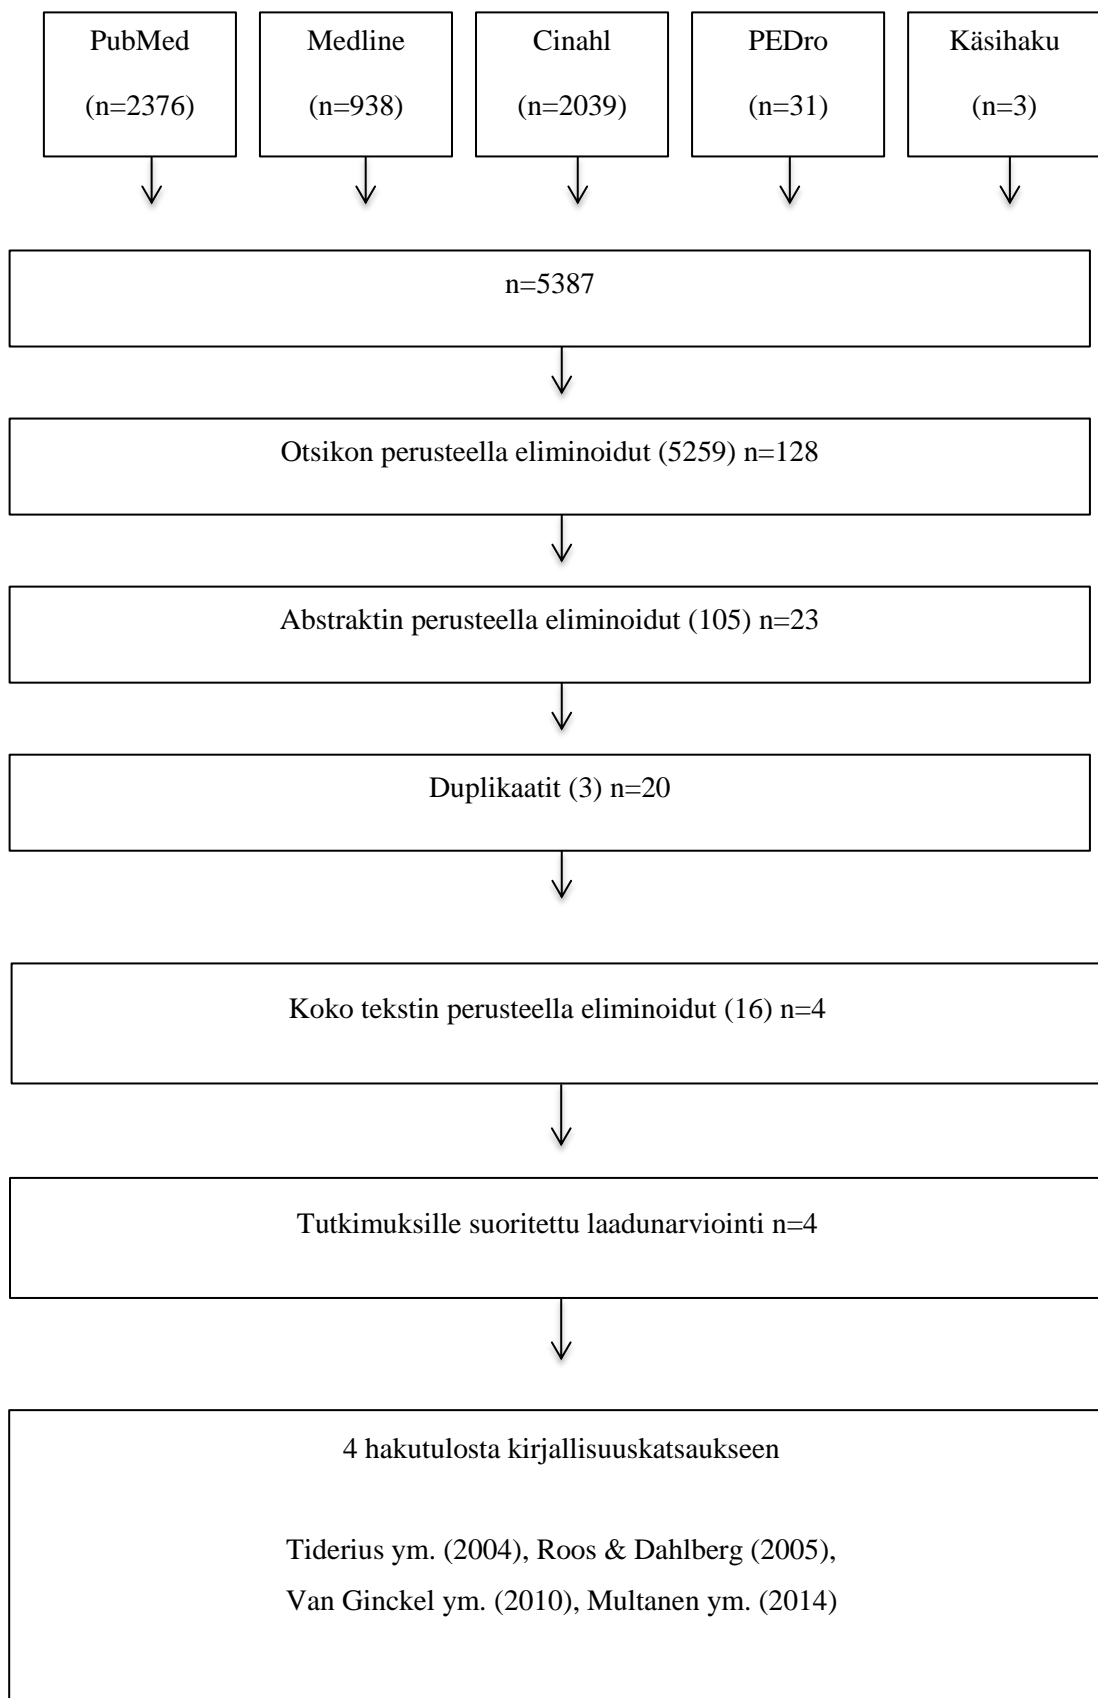 PubMed
(n=2376)
Medline
(n=938)
Cinahl
(n=2039)
PEDro
(n=31)
Käsihaku
(n=3)
n=5387
Otsikon perusteella eliminoidut (5259) n=128
Abstraktin perusteella eliminoidut (105) n=23
Duplikaatit (3) n=20
Koko tekstin perusteella eliminoidut (16) n=4
Tutkimuksille suoritettu laadunarviointi n=4
4 hakutulosta kirjallisuuskatsaukseen
Tiderius ym. (2004), Roos & Dahlberg (2005),
Van Ginckel ym. (2010), Multanen ym. (2014)